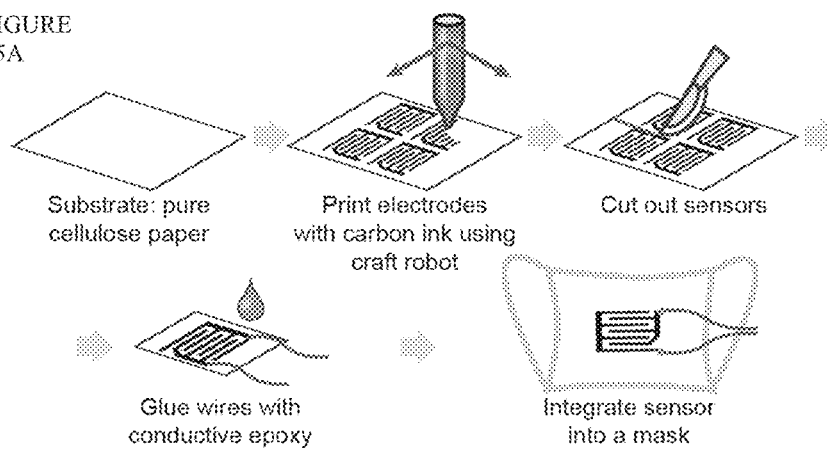 IGURE
5A
Substrate: pure
cellulose paper
Print electrodes
with carbon ink using
craft robot
Cut out sensors
Glue wires with
conductive epoxy
Integrate sensor
into a mask